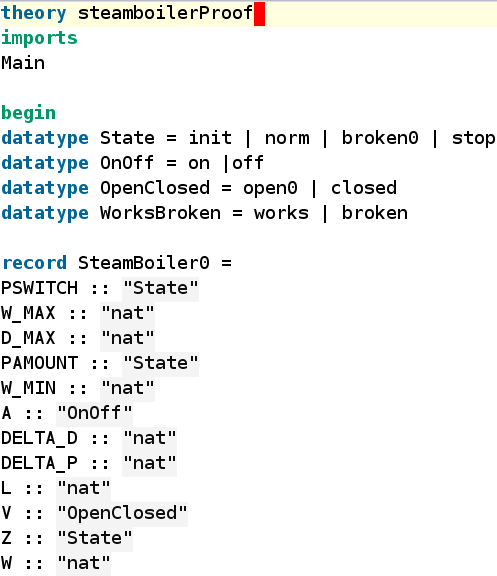 theory steamboilerProof
imports
Main
begin
datatype State = init | norm | broken0 | stop
datatype OnOff = on |off
datatype OpenClosed = open0 | closed
datatype WorksBroken = works | broken
record SteamBoiler0 =
PSWITCH :: "State"
W_MAX :: "nat"
D_MAX :: "nat"
PAMOUNT :: "State"
W_MIN :: "nat"
A :: "OnOff"
DELTA_D :: "nat"
DELTA_P :: "nat"
L :: "nat"
V :: "OpenClosed"
Z :: "State"
W :: "nat"